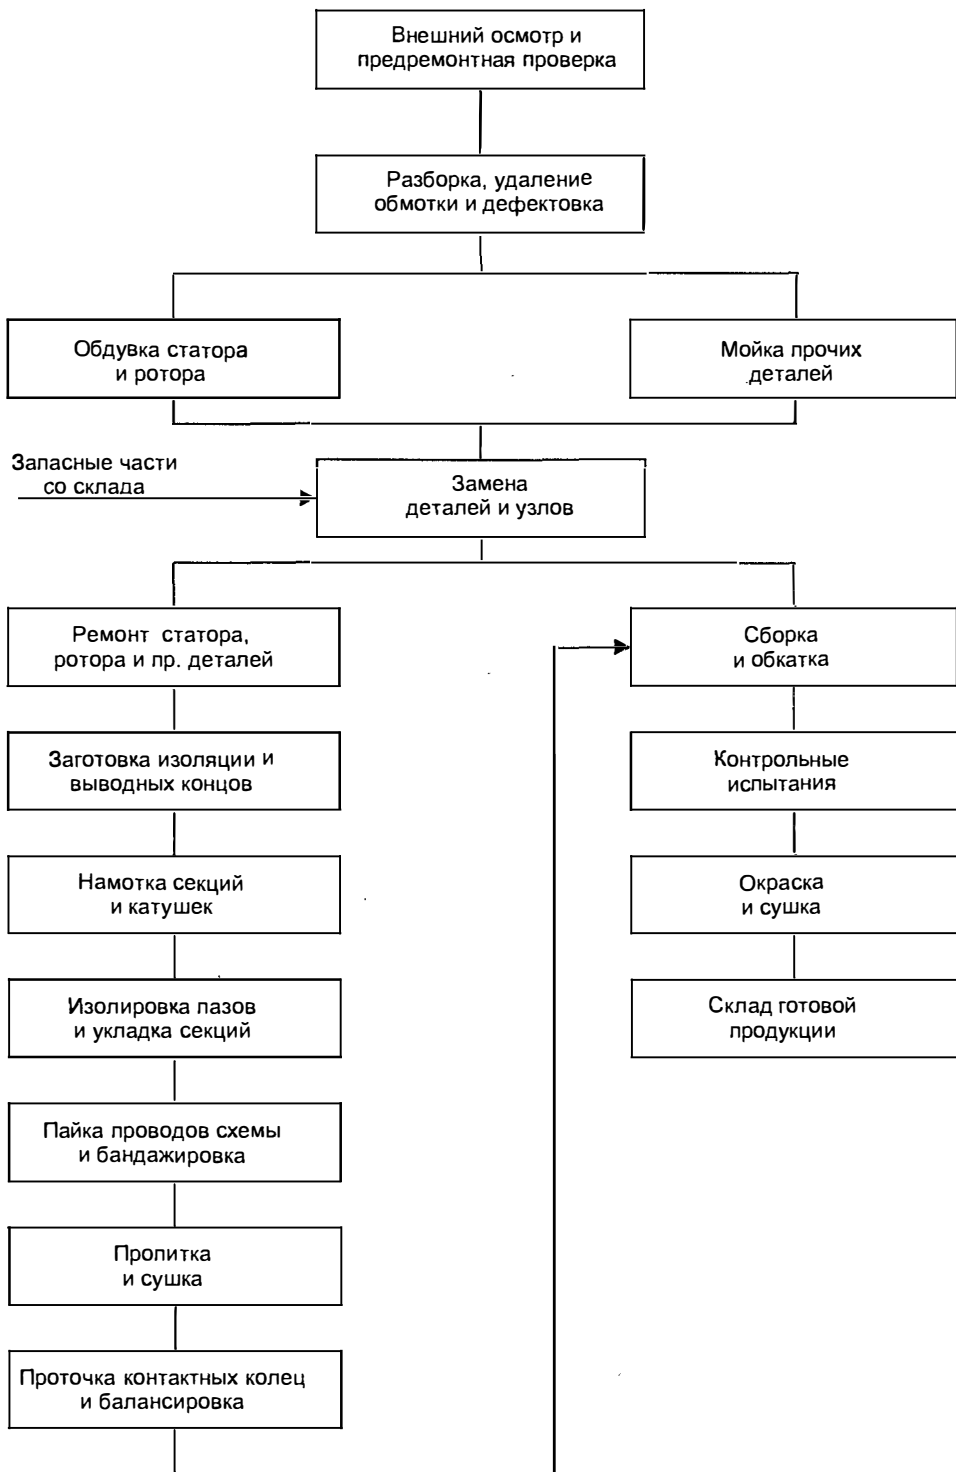 Внешний осмотр и
предремонтная проверка
Разборка, удаление
обмотки и дефектовка
Обдувка статора
и ротора
Мойка прочих
деталей
Запасные части
со склада
Замена
деталей и узлов
Ремонт статора,
ротора и пр. деталей
Сборка
и обкатка
Заготовка изоляции и
выводных концов
Контрольные
испытания
Намотка секций
и катушек
Окраска
и сушка
Изолировка пазов
и укладка секций
Склад готовой
продукции
Пайка проводов схемы
и бандажировка
Пропитка
и сушка
Проточка контактных колец
и балансировка